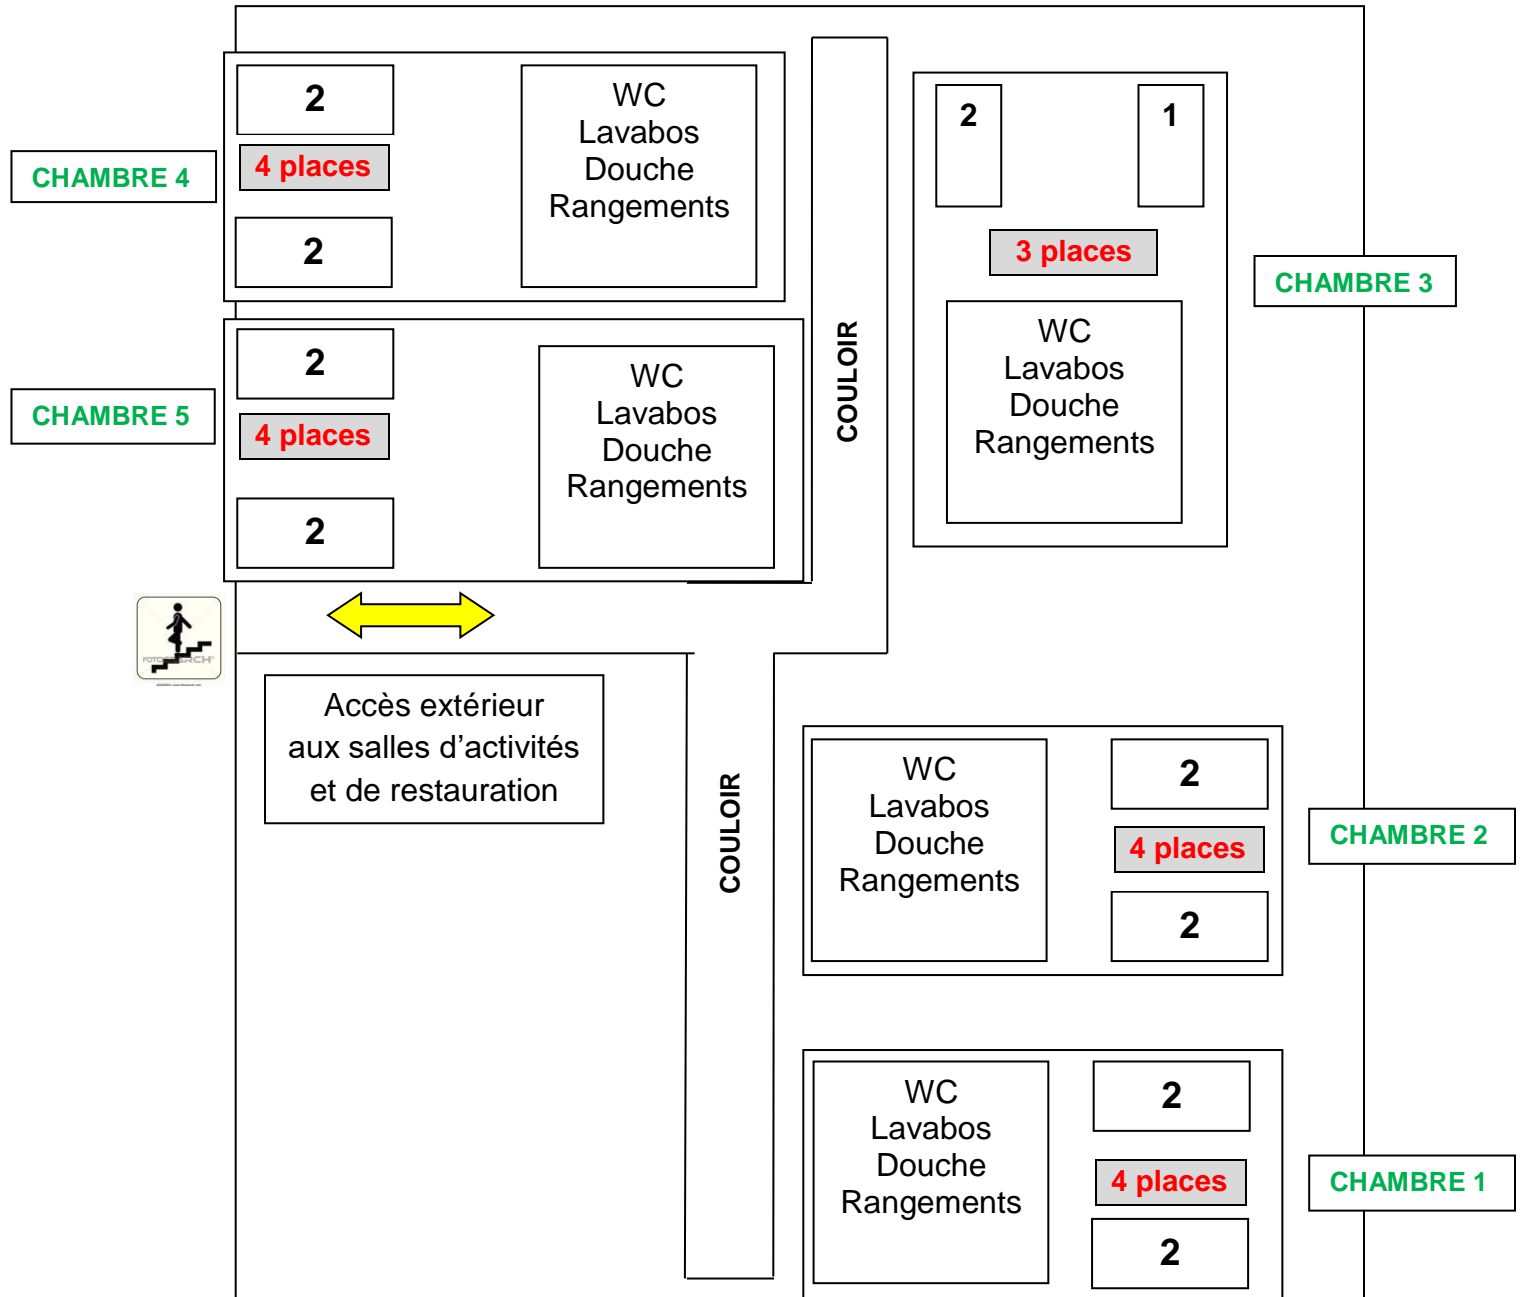 CHAMBRE 4
2
4 places
2
WC
Lavabos
Douche
Rangements
CHAMBRE 5
2
4 places
2
WC
Lavabos
Douche
Rangements
COULOIR
2
1
3 places
WC
Lavabos
Douche
Rangements
CHAMBRE 3
Accès extérieur
aux salles d’activités
et de restauration
COULOIR
WC
Lavabos
Douche
Rangements
2
4 places
2
CHAMBRE 2
WC
Lavabos
Douche
Rangements
2
4 places
2
CHAMBRE 1